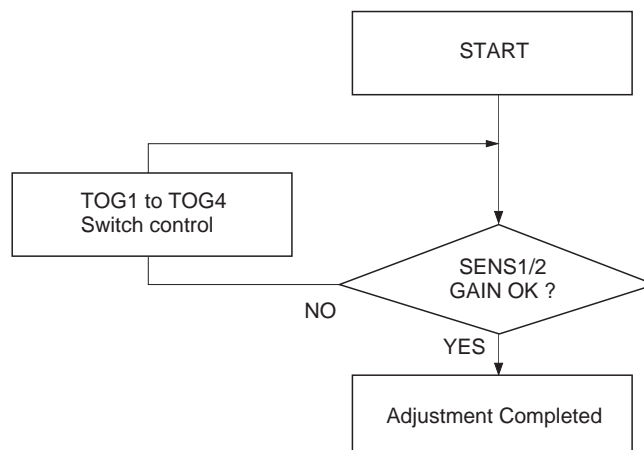 START
TOG1 to TOG4
Switch control
SENS1/2
GAIN OK ?
NO
YES
Adjustment Completed